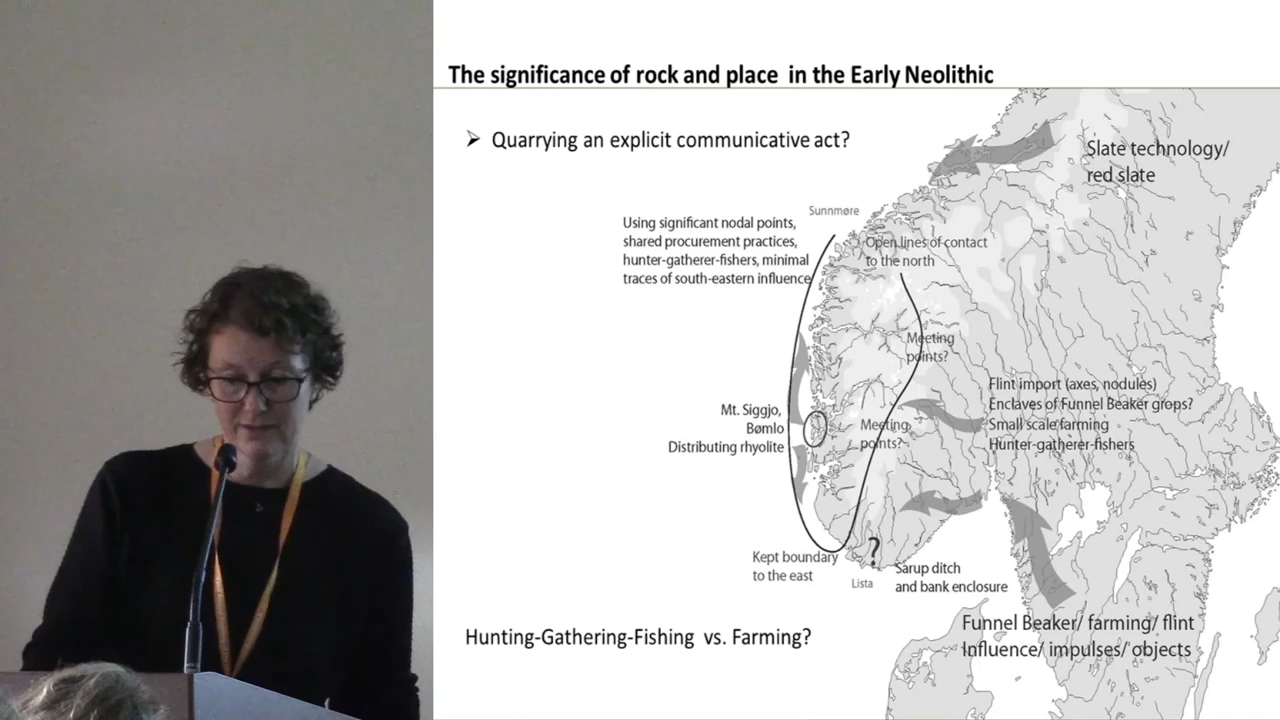 The significance of rock and place in the Early Neolithic
➢ Quarrying an explicit communicative act?
Slate technology/
red slate
Sunnmøre
Using significant nodal points,
shared procurement practices,
hunter-gatherer-fishers, minimal
traces of south-eastern influence
Open lines of contact
to the north
Meeting
points?
Flint import (axes, nodules)
Enclaves of Funnel Beaker grops?
Small scale farming
Hunter-gatherer-fishers
Mt. Siggjo,
Bømlo
Distributing rhyolite
Meeting
points?
Kept boundary
to the east
?
Lista
Sarup ditch
and bank enclosure
Funnel Beaker/ farming/ flint
Influence/ impulses/ objects
Hunting-Gathering-Fishing vs. Farming?